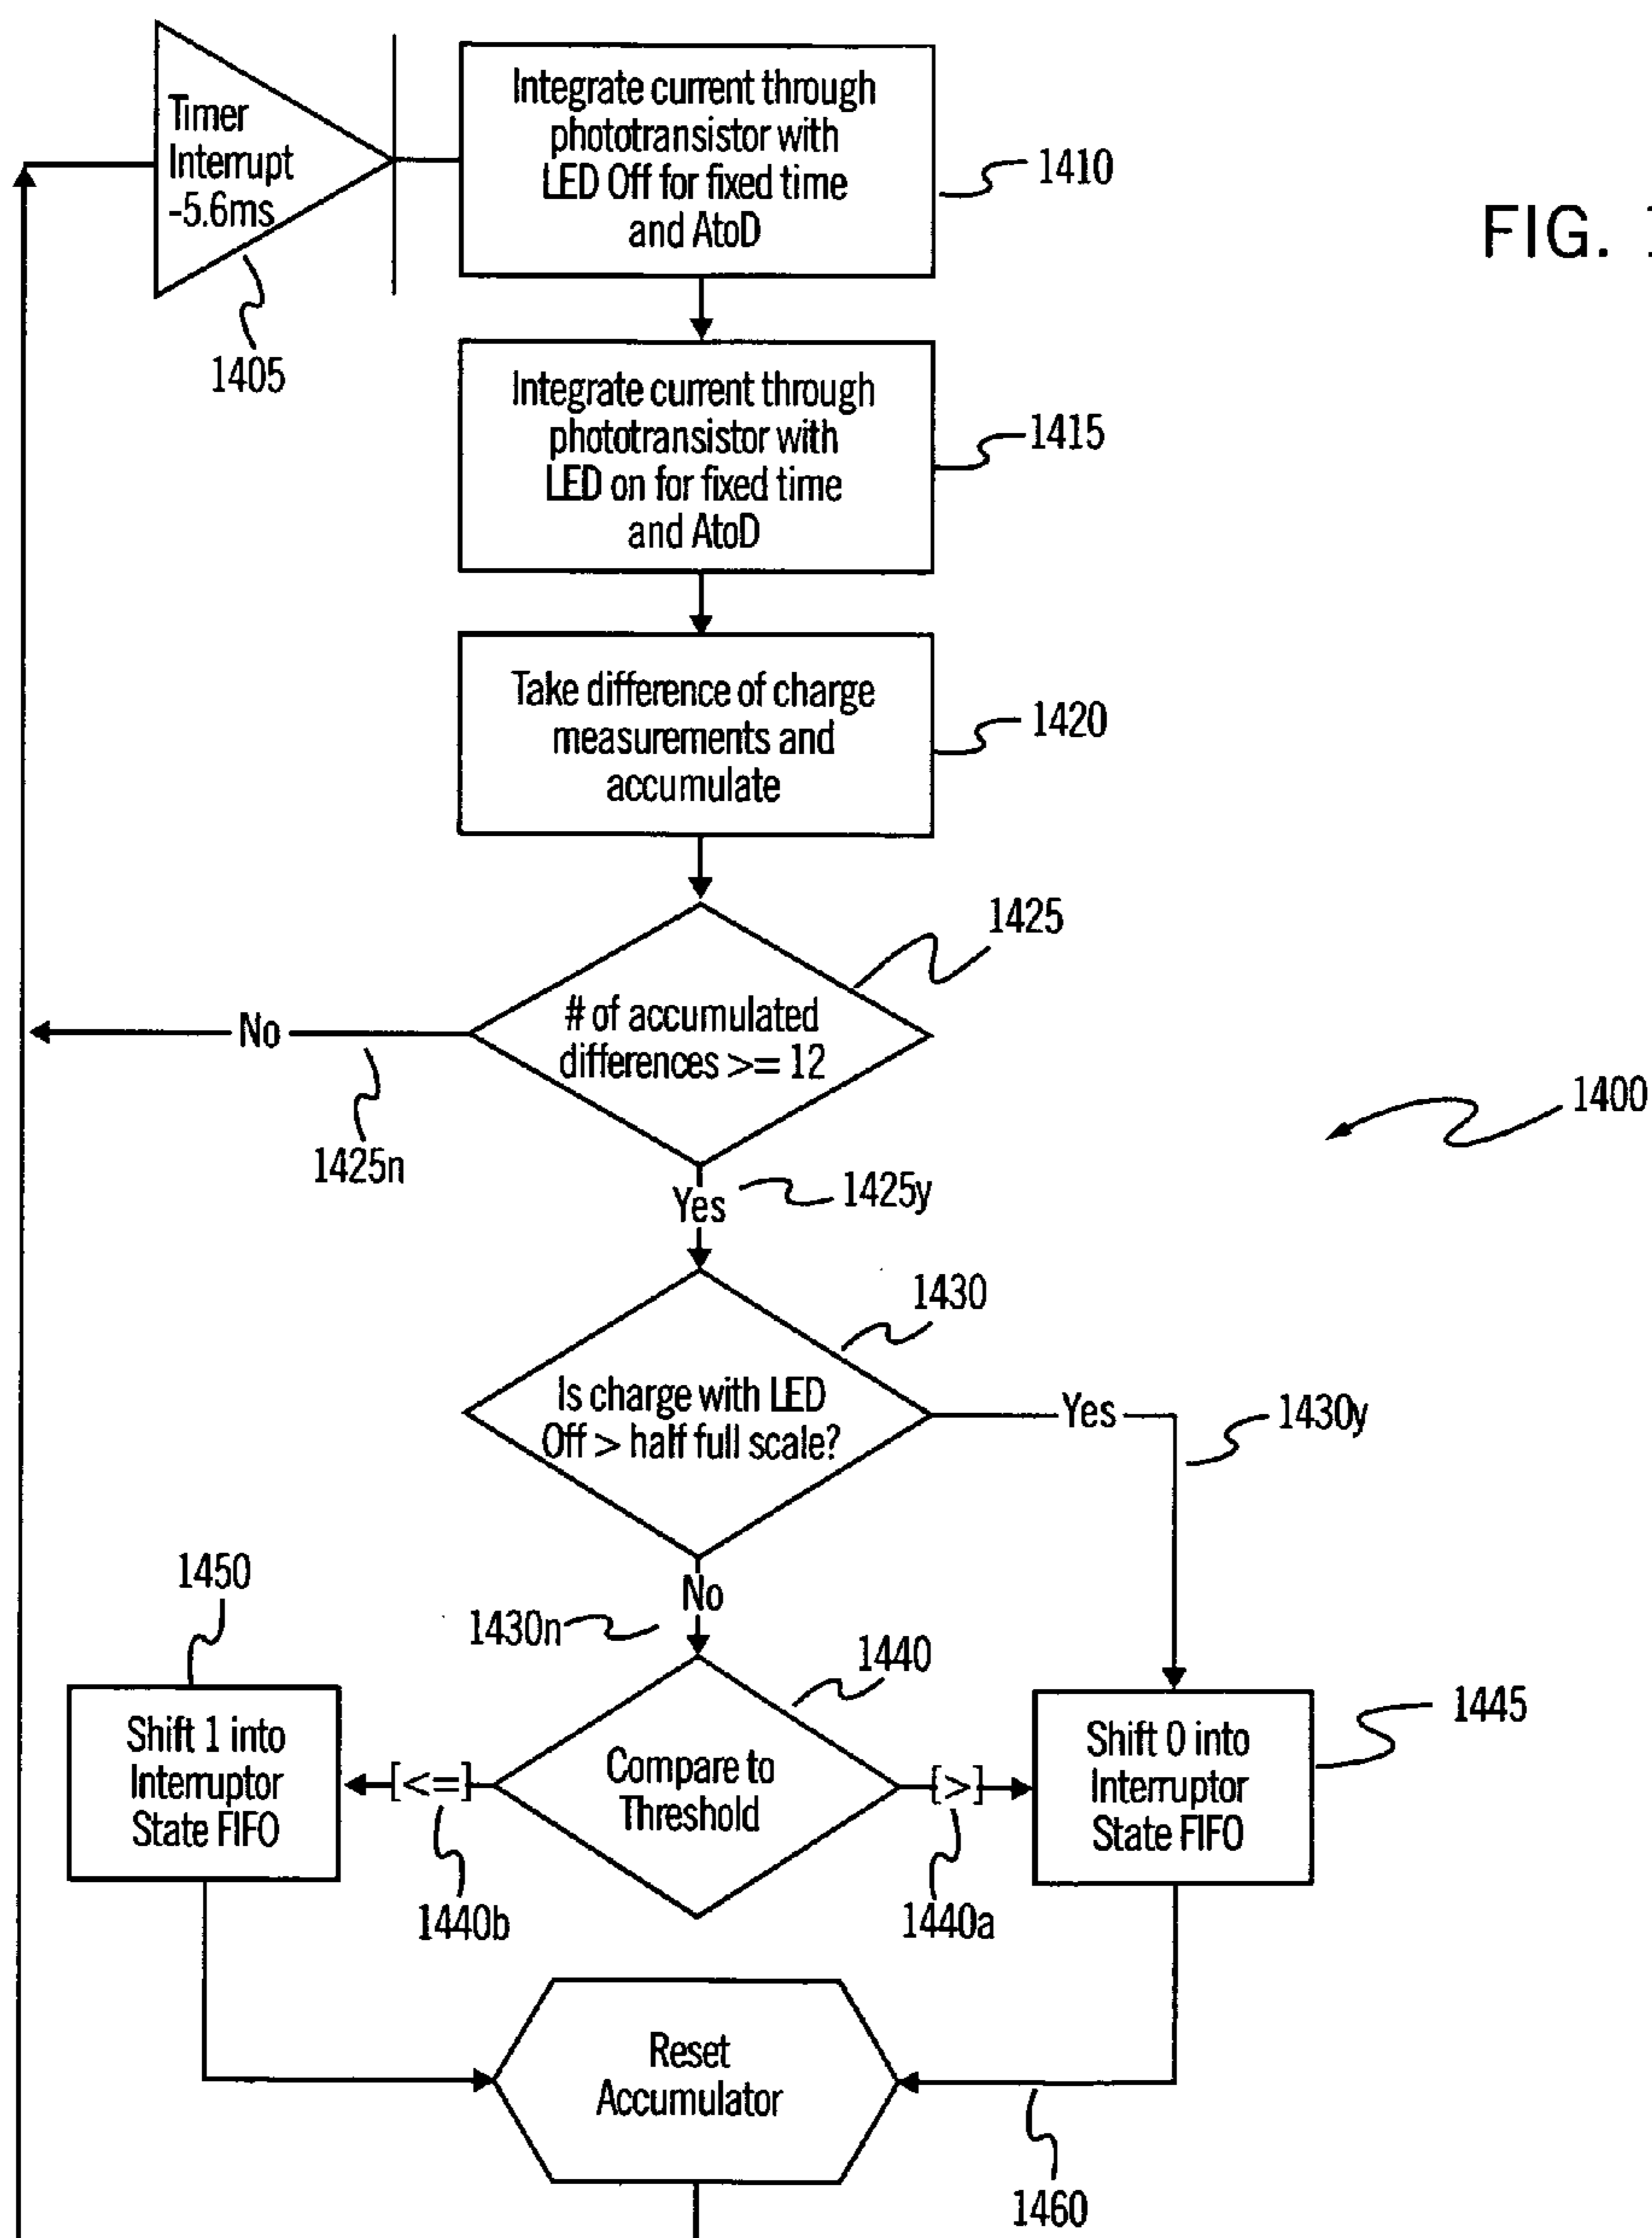 Timer
Interrupt
-5.6ms
1405
Integrate current through
phototransistor with
LED Off for fixed time
and AtoD
1410
FIG. 1
Integrate current through
phototransistor with
LED on for fixed time
and AtoD
1415
Take difference of charge
measurements and
accumulate
1420
# of accumulated
differences >= 12
1425
No
1425n
Yes
1425y
1400
Is charge with LED
Off > half full scale?
1430
Yes
1430y
No
1430n
1450
Shift 1 into
Interruptor
State FIFO
[<=]
1440b
Compare to
Threshold
1440
[>]
1440a
Shift 0 into
Interruptor
State FIFO
1445
Reset
Accumulator
1460